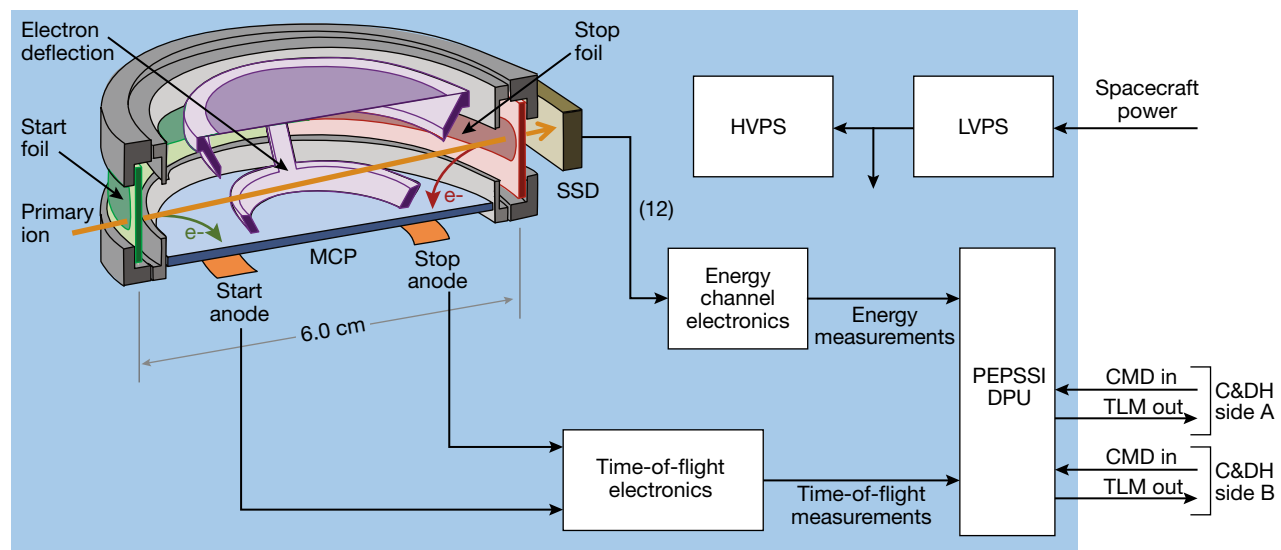 Electron
deflection
Stop
foil
Start
foil
Primary
ion
e-
e-
SSD
MCP
Start
anode
Stop
anode
6.0 cm
(12)
HVPS
LVPS
Spacecraft
power
Energy
channel
electronics
Energy
measurements
PEPSSI
DPU
CMD in
TLM out
C&DH
side A
CMD in
TLM out
C&DH
side B
Time-of-flight
electronics
Time-of-flight
measurements